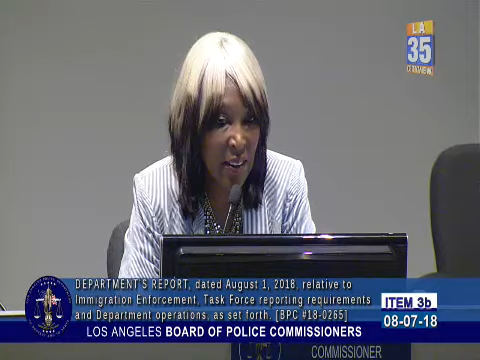 LA
35
CITYVIEW
DEPARTMENT'S REPORT, dated August 1, 2018, relative to
Immigration Enforcement, Task Force reporting requirements
and Department operations, as set forth. [BPC #18-0265]
ITEM 3b
LOS ANGELES BOARD OF POLICE COMMISSIONERS
08-07-18
COMMISSIONER